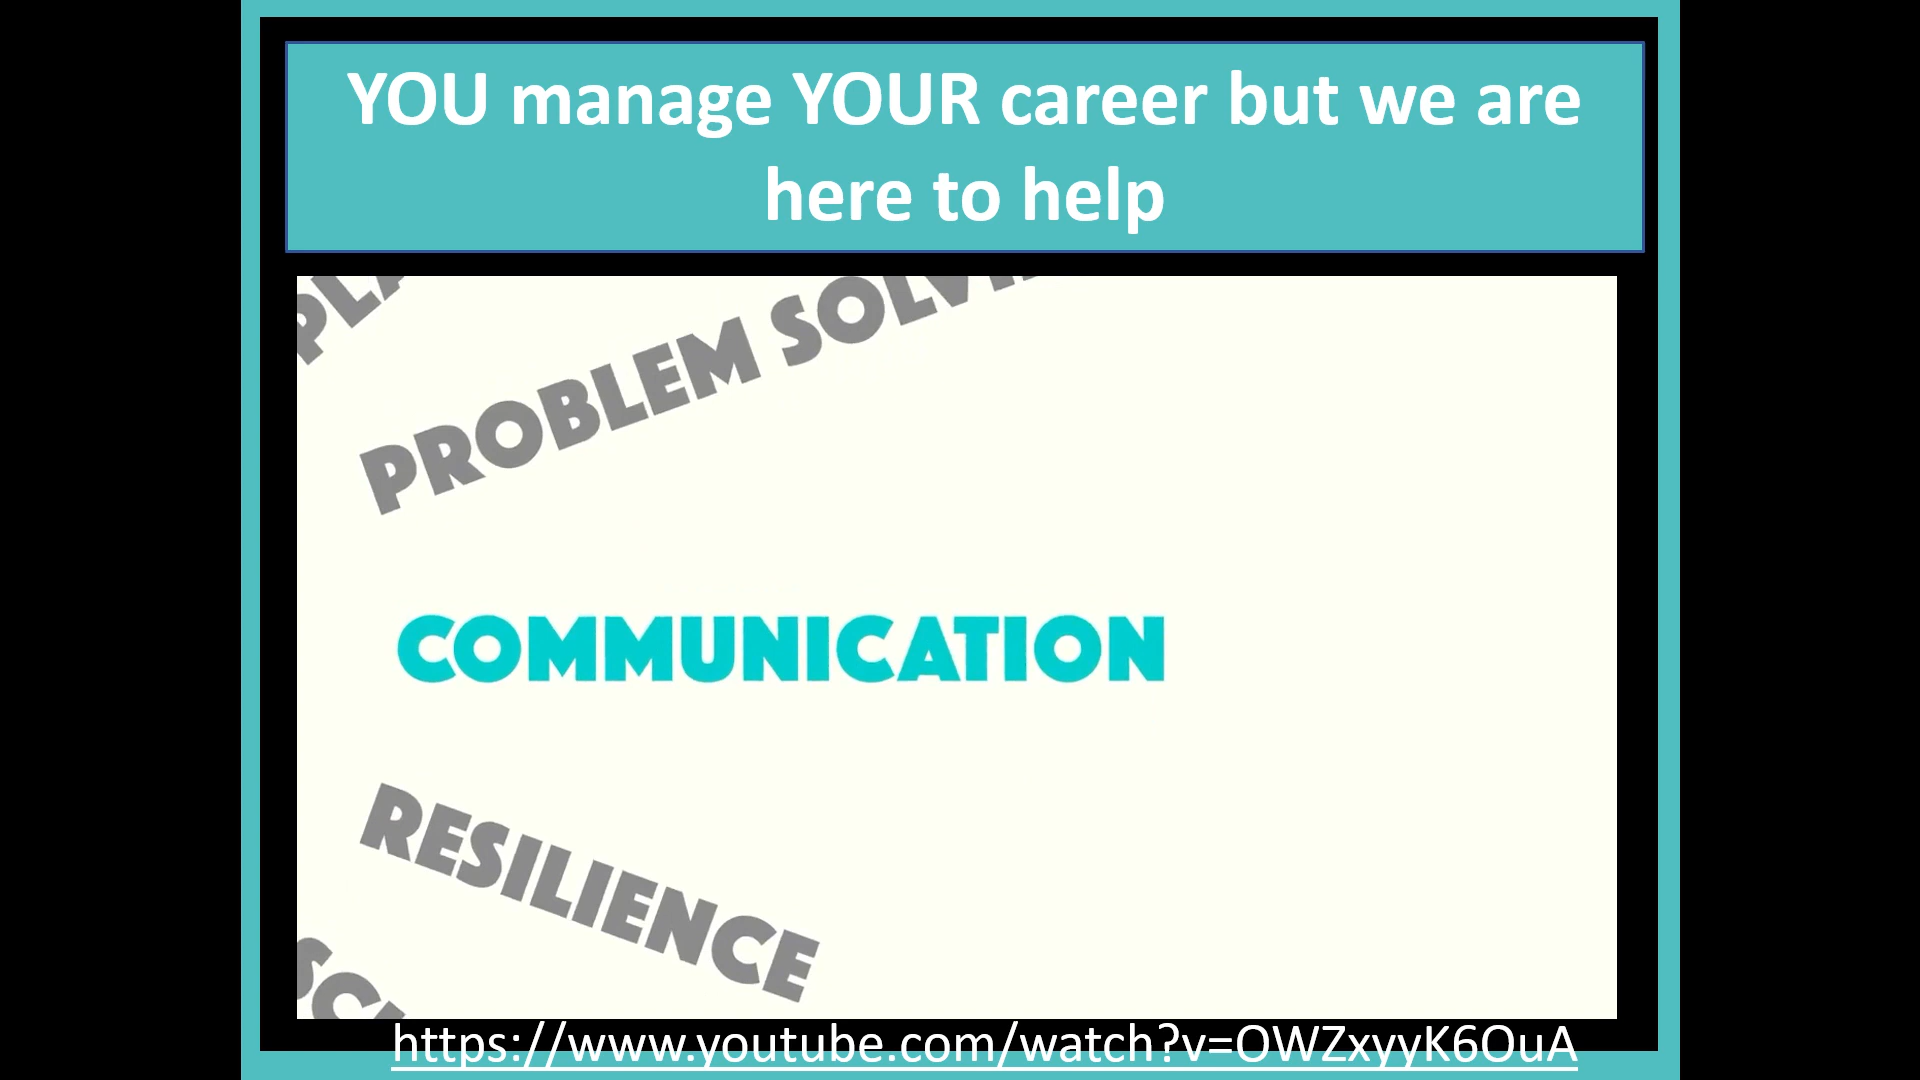 YOU manage YOUR career but we are
here to help
PROBLEM
COMMUNICATION
RESILIENCE
https://www.youtube.com/watch?v=OWZxyyK6OuA